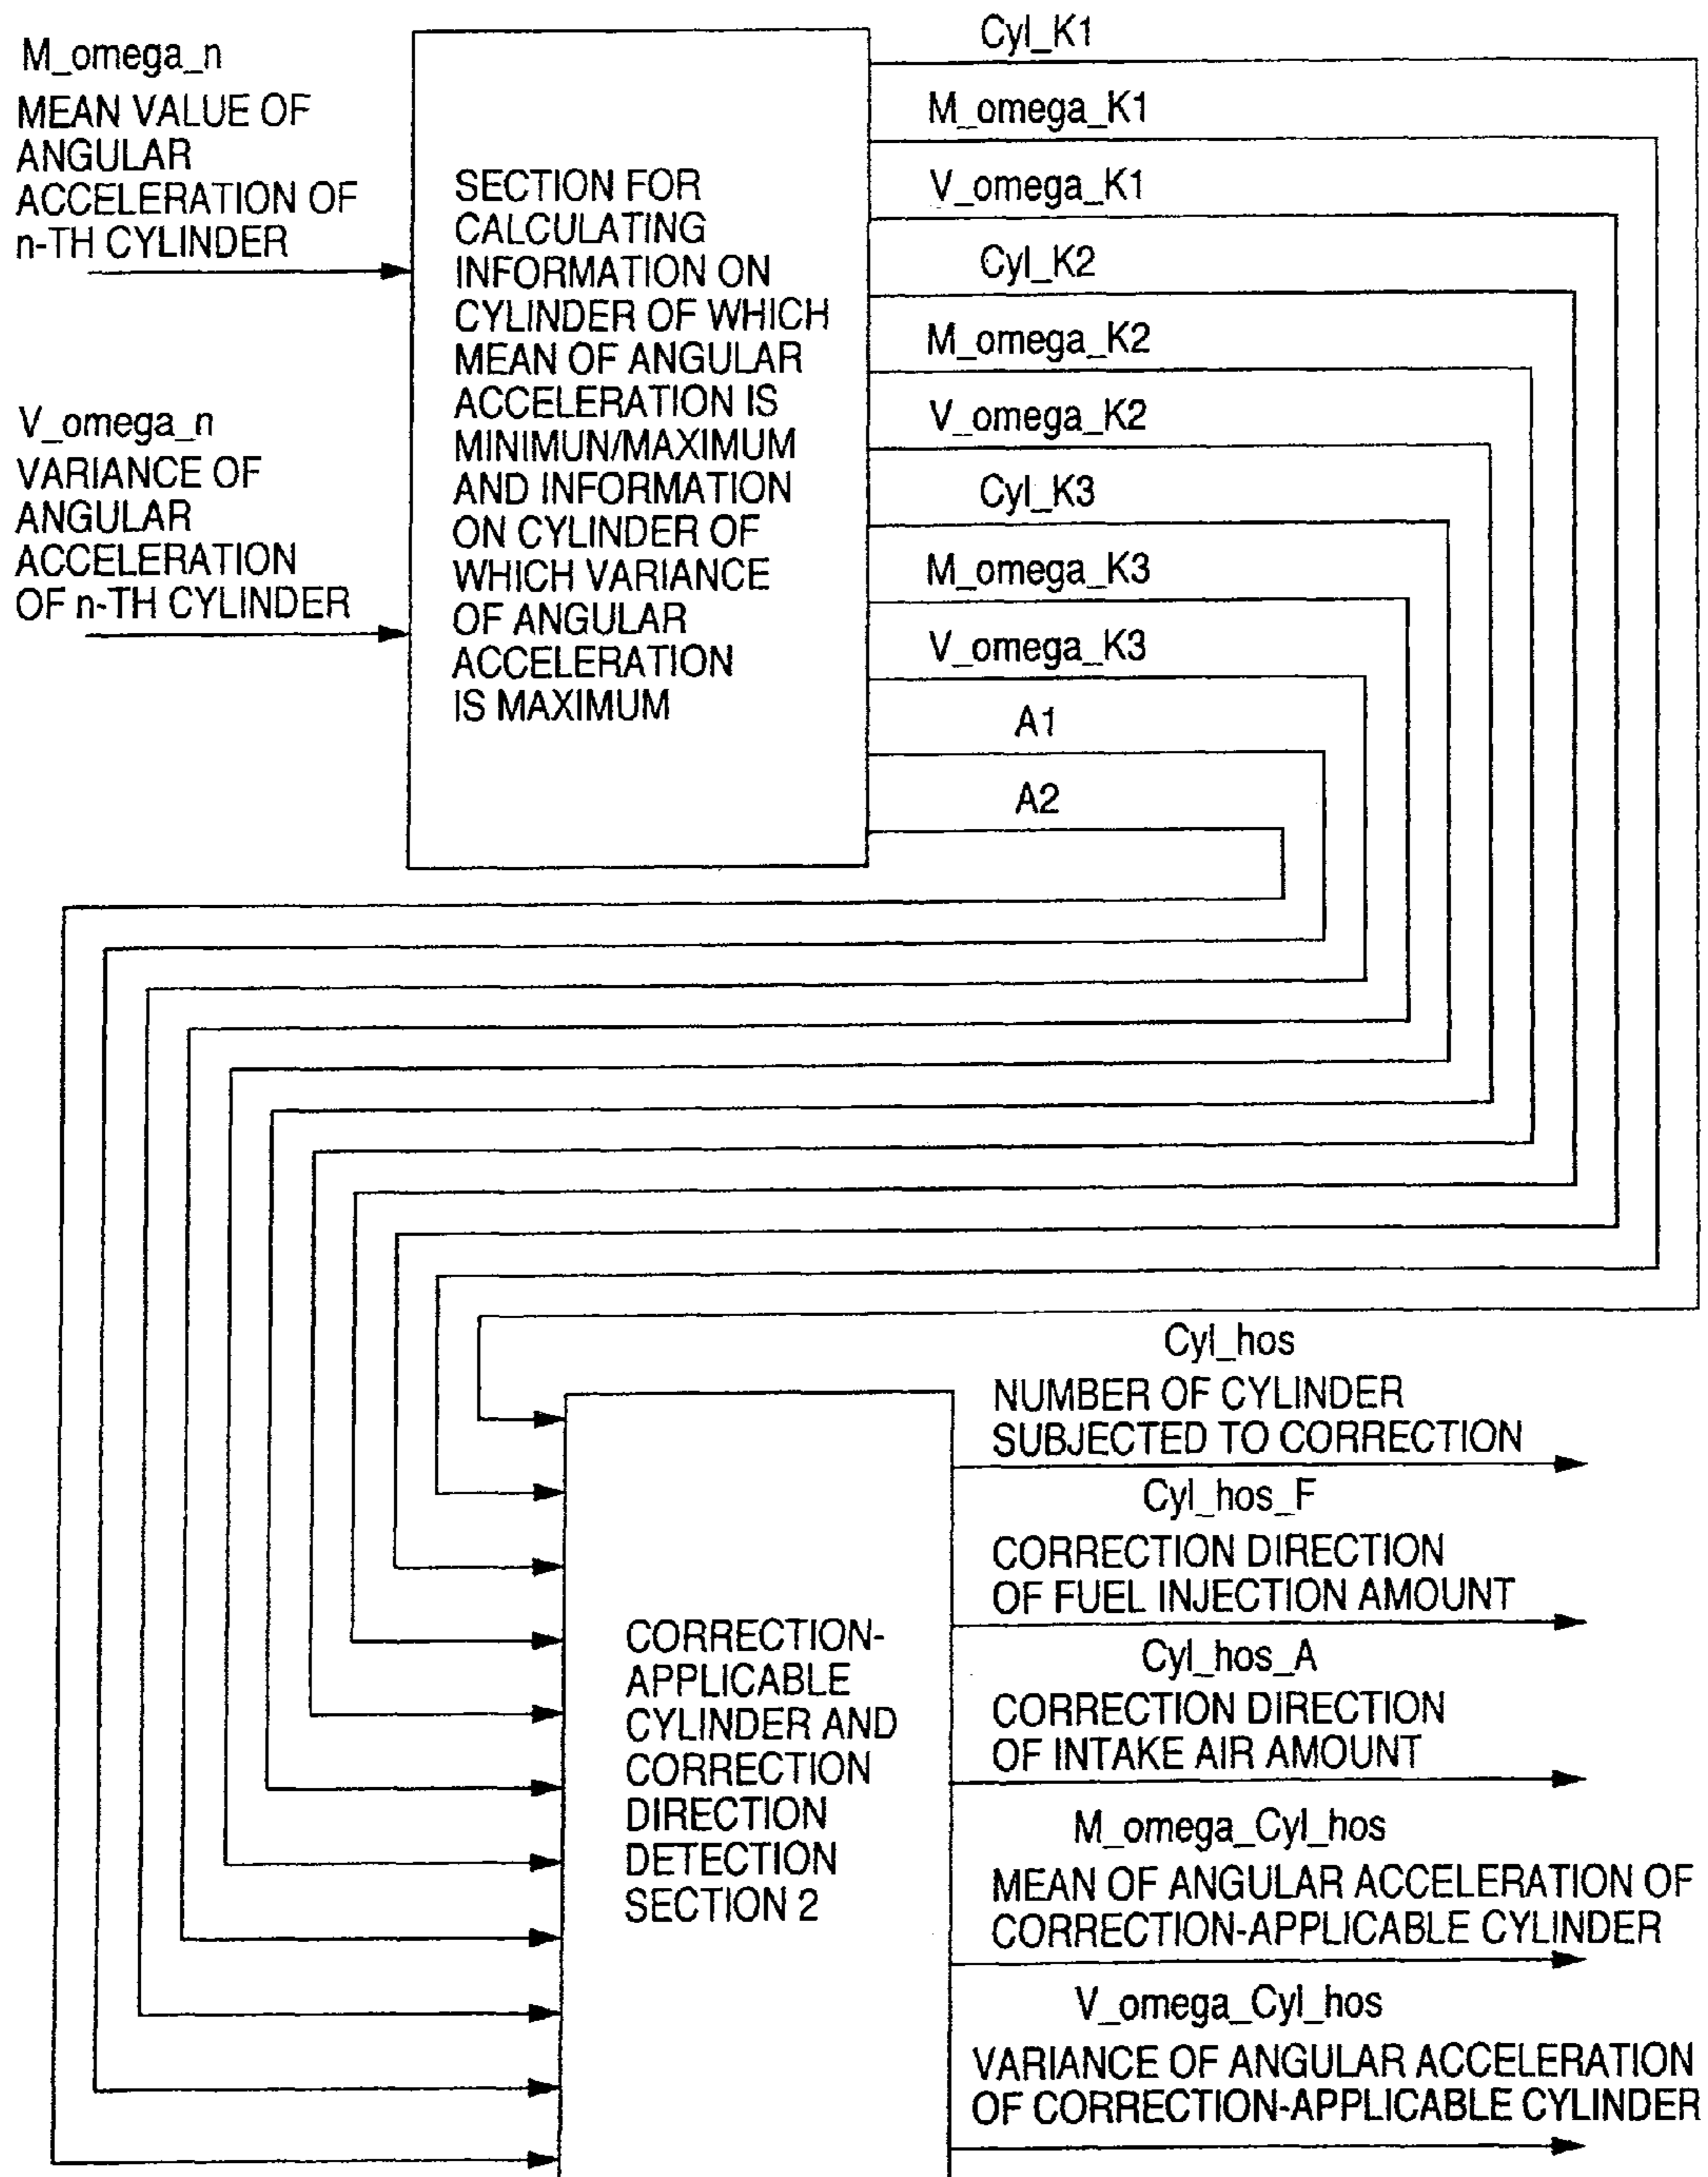 M_omega_n
MEAN VALUE OF
ANGULAR
ACCELERATION OF
n-TH CYLINDER
V_omega_n
VARIANCE OF
ANGULAR
ACCELERATION
OF n-TH CYLINDER
SECTION FOR
CALCULATING
INFORMATION ON
CYLINDER OF WHICH
MEAN OF ANGULAR
ACCELERATION IS
MINIMUN/MAXIMUM
AND INFORMATION
ON CYLINDER OF
WHICH VARIANCE
OF ANGULAR
ACCELERATION
IS MAXIMUM
Cyl_K1
M_omega_K1
V_omega_K1
Cyl_K2
M_omega_K2
V_omega_K2
Cyl_K3
M_omega_K3
V_omega_K3
A1
A2
CORRECTION-
APPLICABLE
CYLINDER AND
CORRECTION
DIRECTION
DETECTION
SECTION 2
Cyl_hos
NUMBER OF CYLINDER
SUBJECTED TO CORRECTION
Cyl_hos_F
CORRECTION DIRECTION
OF FUEL INJECTION AMOUNT
Cyl_hos_A
CORRECTION DIRECTION
OF INTAKE AIR AMOUNT
M_omega_Cyl_hos
MEAN OF ANGULAR ACCELERATION OF
CORRECTION-APPLICABLE CYLINDER
V_omega_Cyl_hos
VARIANCE OF ANGULAR ACCELERATION
OF CORRECTION-APPLICABLE CYLINDER